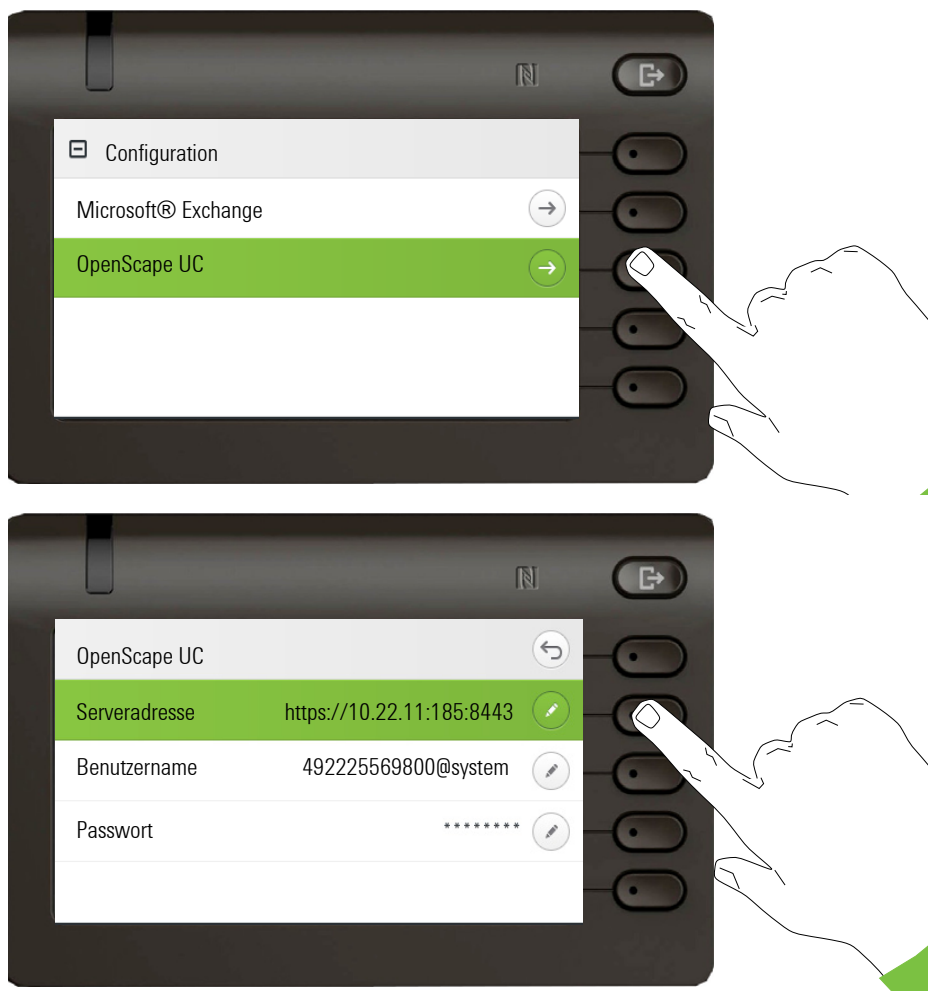 Configuration
Microsoft® Exchange
OpenScape UC
OpenScape UC
Serveradresse https://10.22.11:185:8443
Benutzername 492225569800@system
Passwort ********